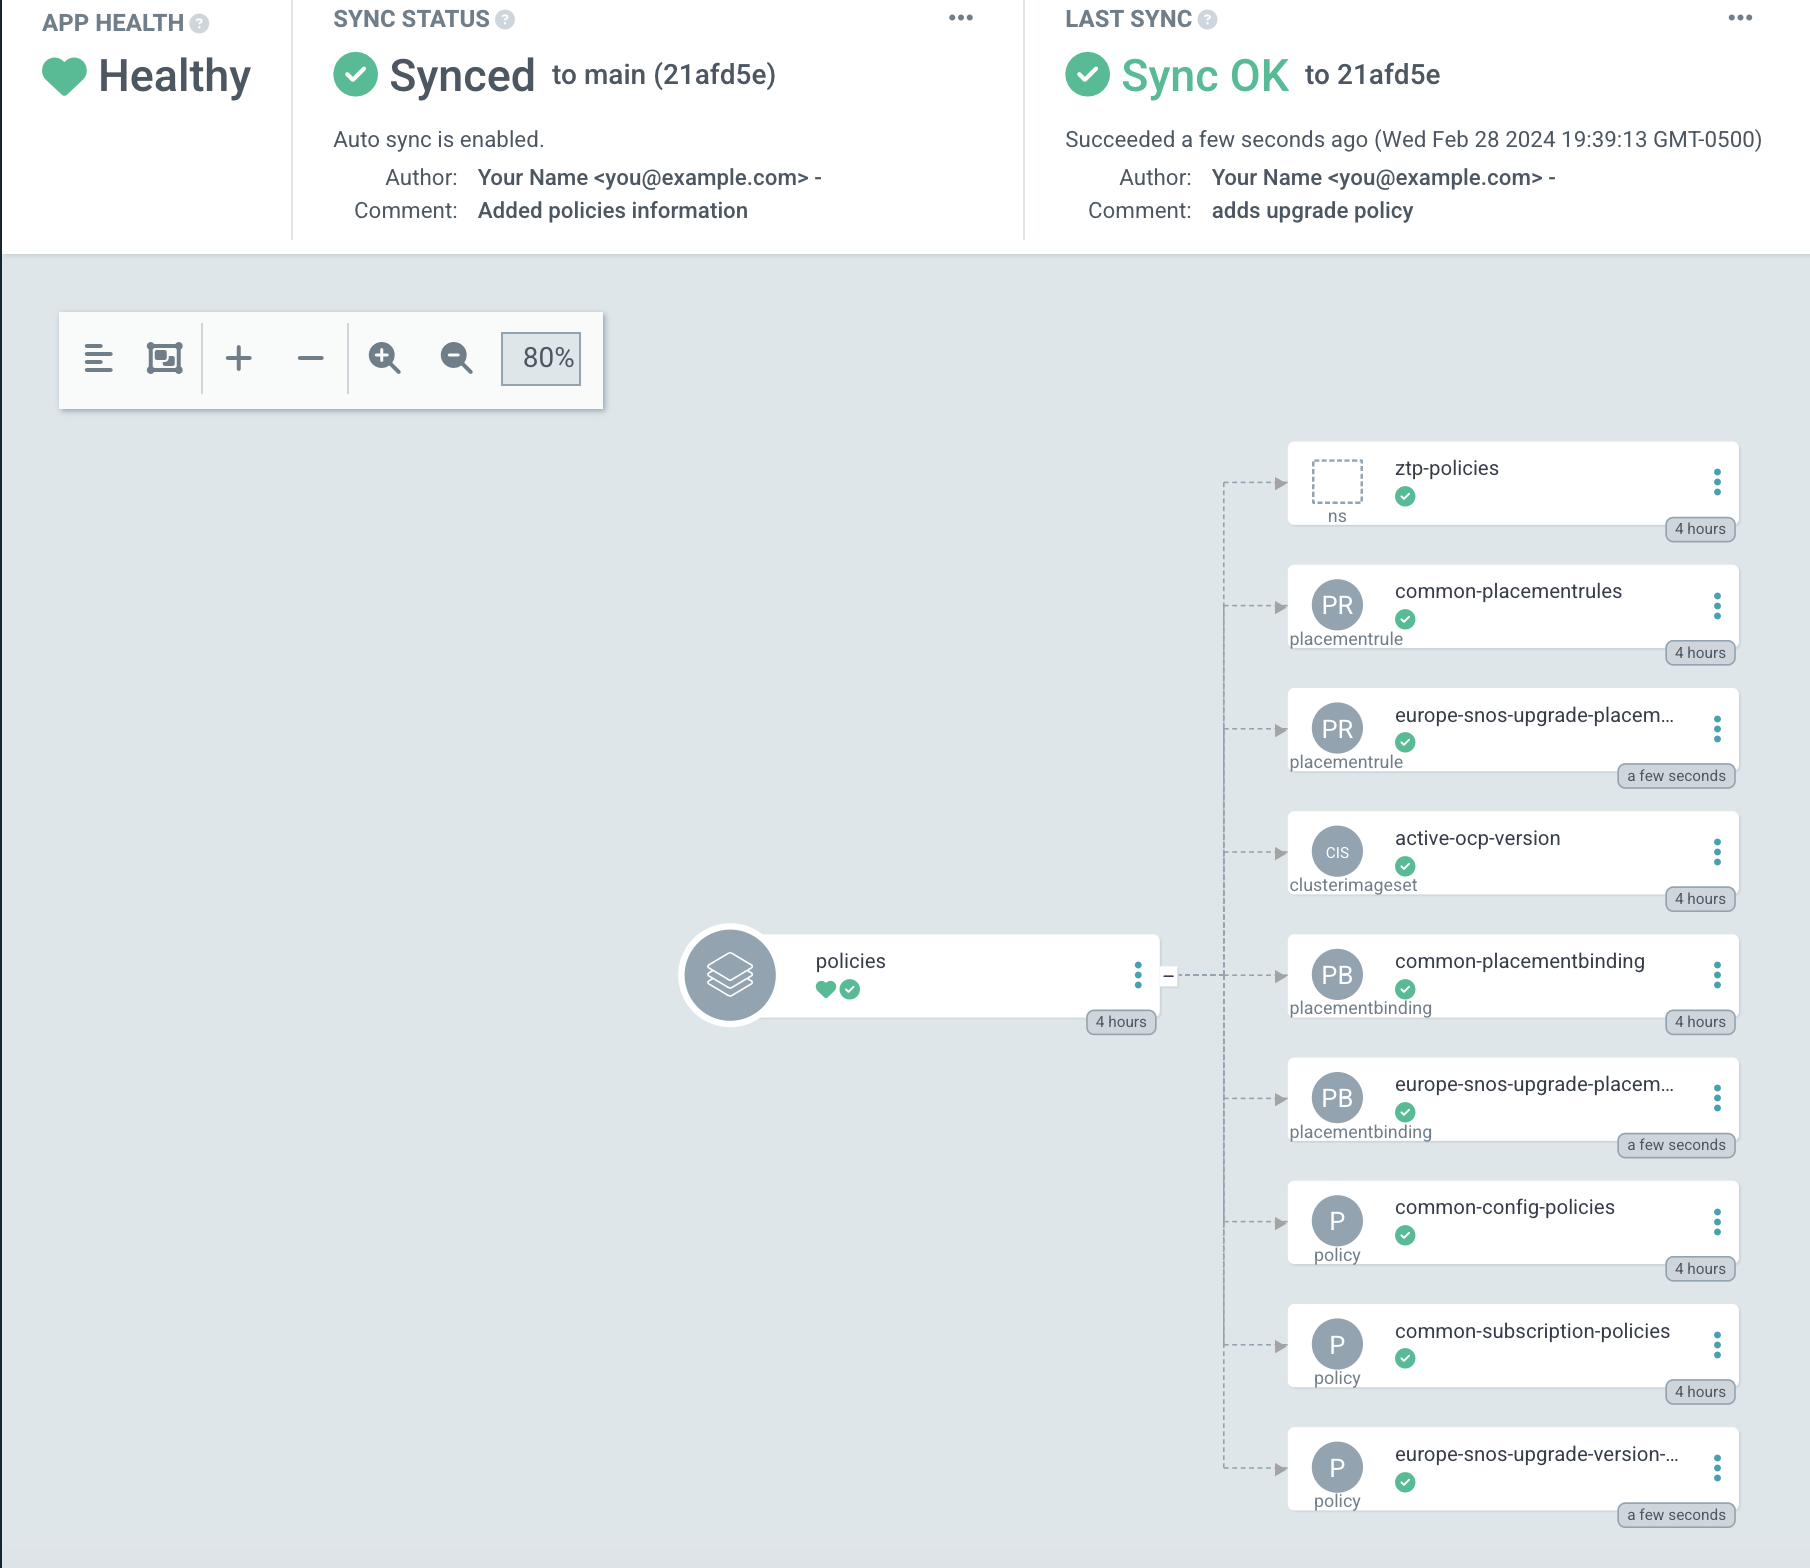 APP HEALTH ?
Healthy
SYNC STATUS ?
Synced to main (21afd5e)
Auto sync is enabled.
Author: Your Name <you@example.com> -
Comment: Added policies information
LAST SYNC ?
Sync OK to 21afd5e
Succeeded a few seconds ago (Wed Feb 28 2024 19:39:13 GMT-0500)
Author: Your Name <you@example.com> -
Comment: adds upgrade policy
80%
policies
4 hours
ztp-policies
ns
4 hours
PR
common-placementrules
placementrule
4 hours
PR
europe-snos-upgrade-placem...
placementrule
a few seconds
CIS
active-ocp-version
clusterimageset
4 hours
PB
common-placementbinding
placementbinding
4 hours
PB
europe-snos-upgrade-placem...
placementbinding
a few seconds
P
common-config-policies
policy
4 hours
P
common-subscription-policies
policy
4 hours
P
europe-snos-upgrade-version-...
policy
a few seconds